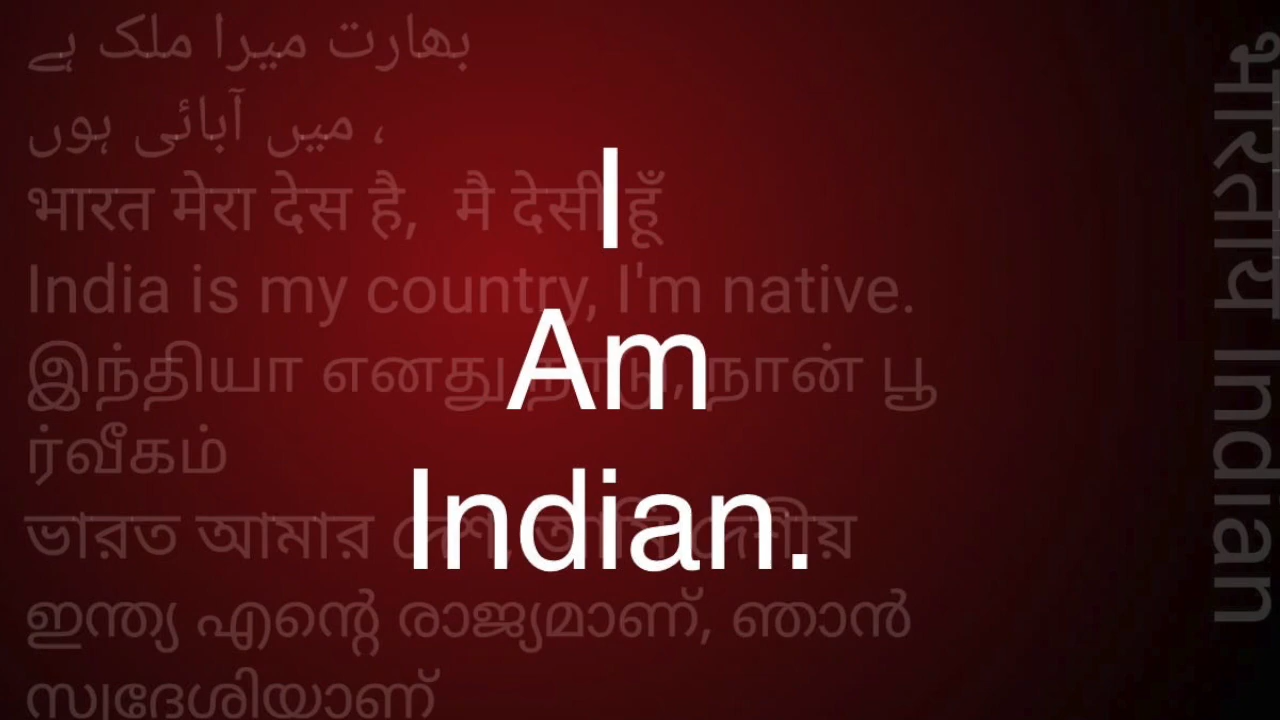 بھارت میرا ملک ہے
، میں آبائی ہوں
भारत मेरा देस है, मै देसी हूँ
India is my country, I'm native.
இந்தியா எனது நாடு, நான் பூ
ர்வீகம்
ভারত আমার দেশ, আমি দেশীয়
ഇന്ത്യ എന്റെ രാജ്യമാണ്, ഞാൻ
സ്വദേശിയാണ്
I
Am
Indian.
भारतीय Indian